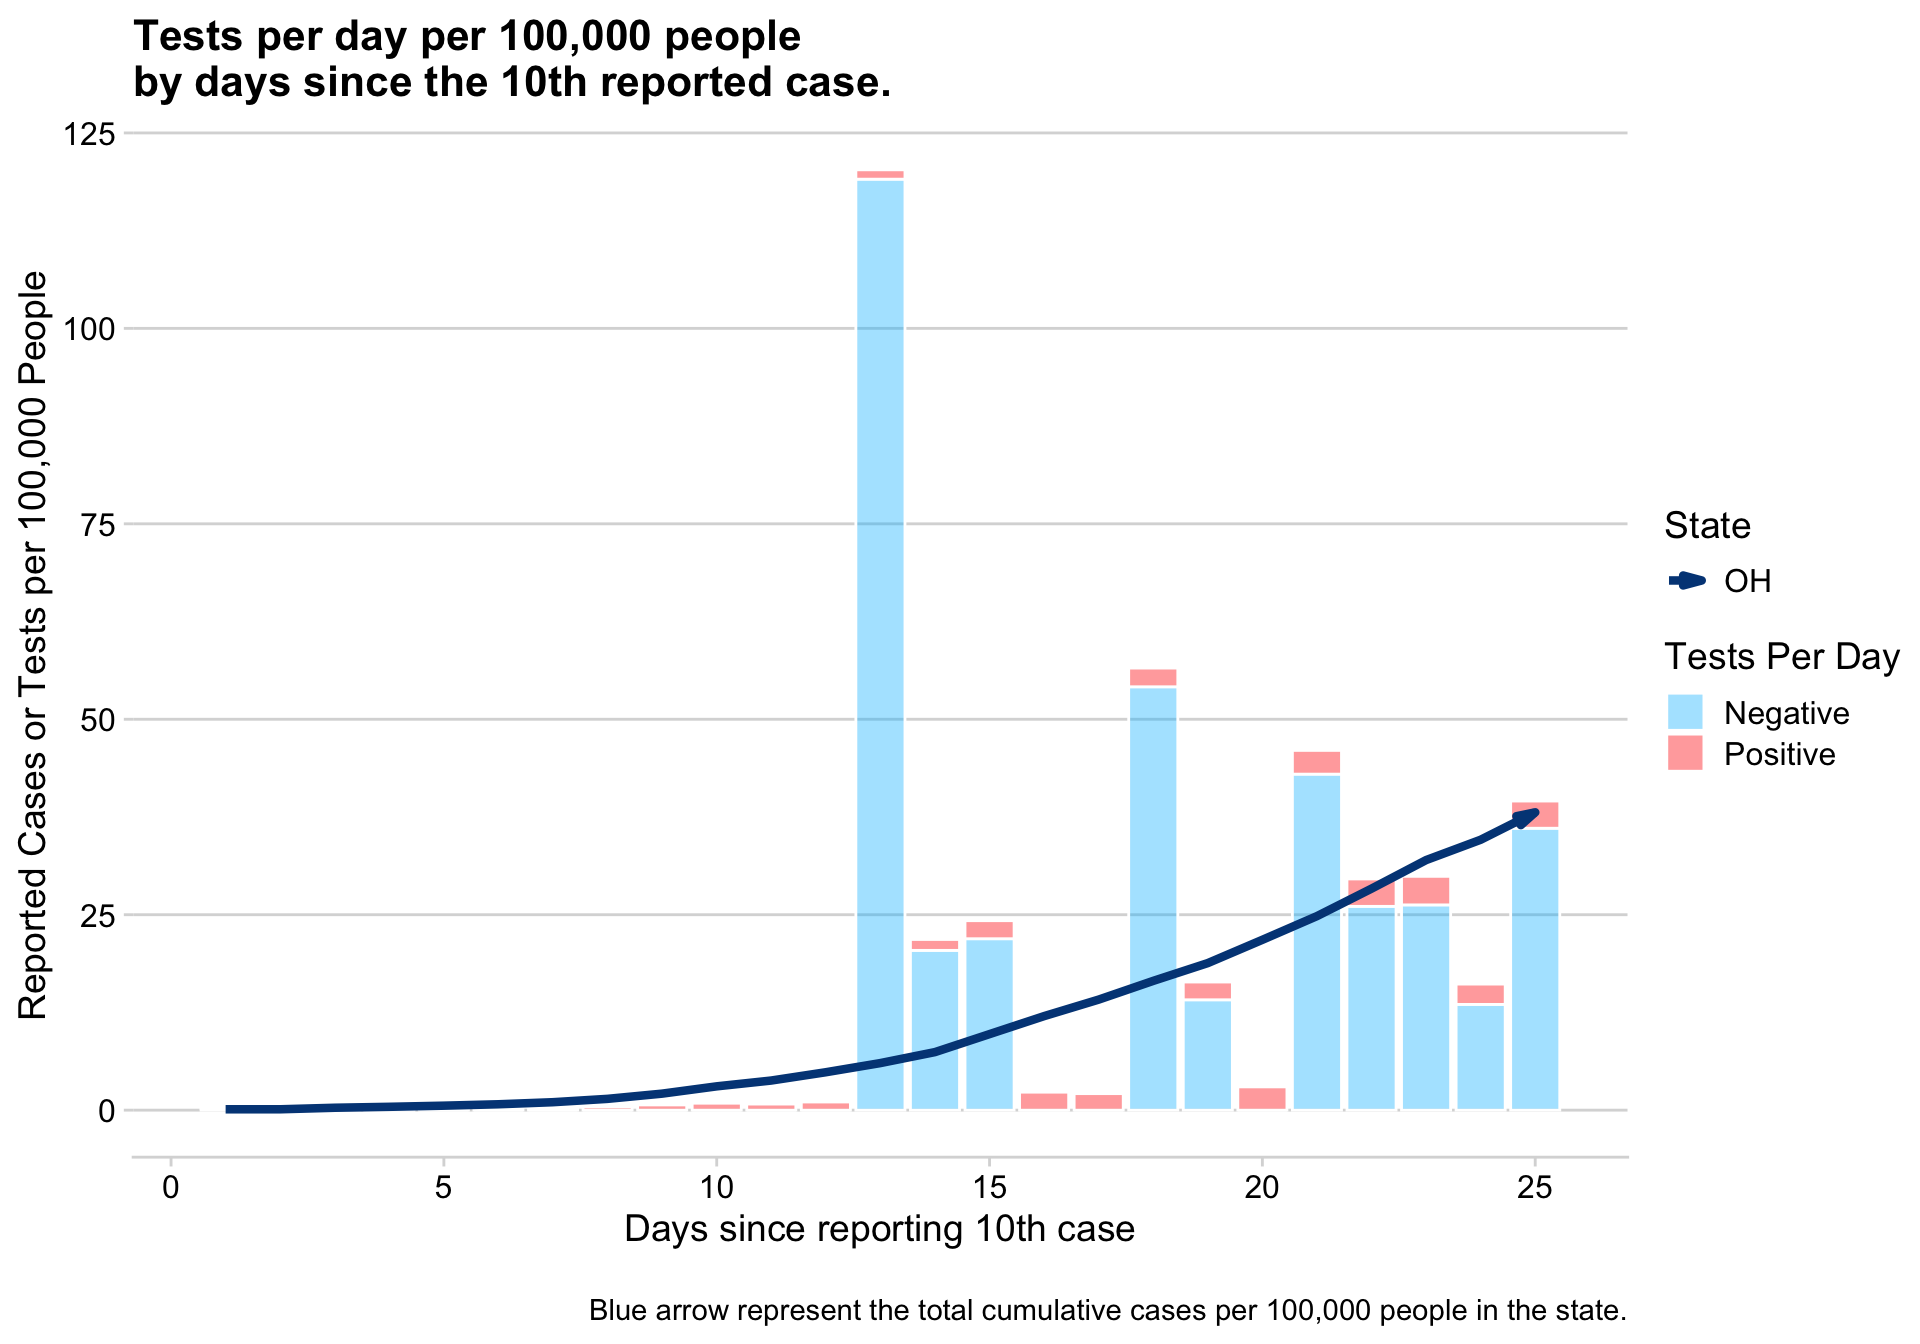 Tests per day per 100,000 people
by days since the 10th reported case.
Reported Cases or Tests per 100,000 People
125
100
75
50
25
0
0 5 10 15 20 25
Days since reporting 10th case
State
OH
Tests Per Day
Negative
Positive
Blue arrow represent the total cumulative cases per 100,000 people in the state.